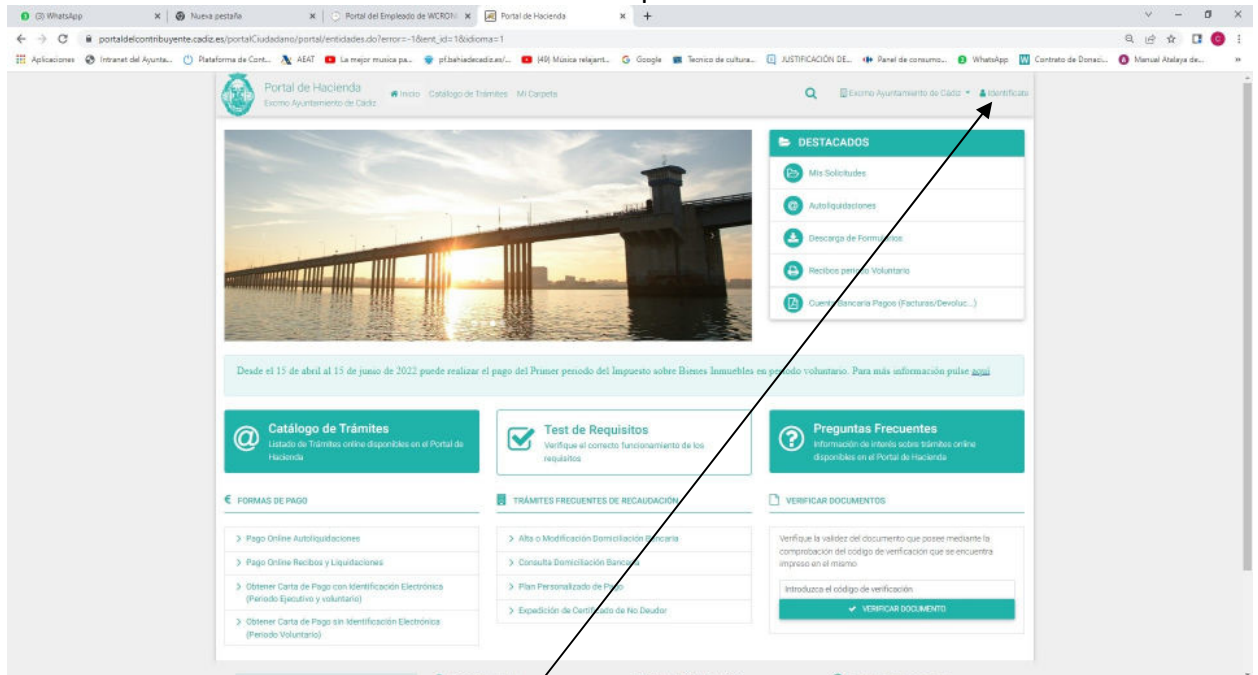 (3) WhatsApp
Nueva pestaña
Portal del Empleado de WCRON
Portal de Hacienda
portaldelcontribuyente.cadiz.es/portalCiudadano/portal/entidades.do?error=-1&ent_id=1&idioma=1
Aplicaciones
Intranet del Ayunta...
Plataforma de Cont...
AEAT
La mejor musica pa...
pf.bahiadecadiz.es/...
(49) Música relajant...
Google
Tecnico de cultura...
JUSTIFICACIÓN DE...
Panel de consumo...
WhatsApp
Contrato de Donaci...
Manual Atalaya de...
»
Portal de Hacienda
Excmo Ayuntamiento de Cádiz
Inicio Catálogo de Trámites Mi Carpeta
Excmo Ayuntamiento de Cádiz
Identifícate
DESTACADOS
Mis Solicitudes
Autoliquidaciones
Descarga de Formularios
Recibos periodo Voluntario
Cuenta Bancaria Pagos (Facturas/Devoluc...)
Desde el 15 de abril al 15 de junio de 2022 puede realizar el pago del Primer periodo del Impuesto sobre Bienes Inmuebles en periodo voluntario. Para más información pulse aquí
Catálogo de Trámites
Listado de Trámites online disponibles en el Portal de
Hacienda
Test de Requisitos
Verifique el correcto funcionamiento de los
requisitos
Preguntas Frecuentes
Información de interés sobre trámites online
disponibles en el Portal de Hacienda
€ FORMAS DE PAGO
> Pago Online Autoliquidaciones
> Pago Online Recibos y Liquidaciones
> Obtener Carta de Pago con Identificación Electrónica
(Periodo Ejecutivo y voluntario)
> Obtener Carta de Pago sin Identificación Electrónica
(Periodo Voluntario)
TRÁMITES FRECUENTES DE RECAUDACIÓN
> Alta o Modificación Domiciliación Bancaria
> Consulta Domiciliación Bancaria
> Plan Personalizado de Pago
> Expedición de Certificado de No Deudor
VERIFICAR DOCUMENTOS
Verifique la validez del documento que posee mediante la
comprobación del código de verificación que se encuentra
impreso en el mismo
Introduzca el código de verificación
VERIFICAR DOCUMENTO